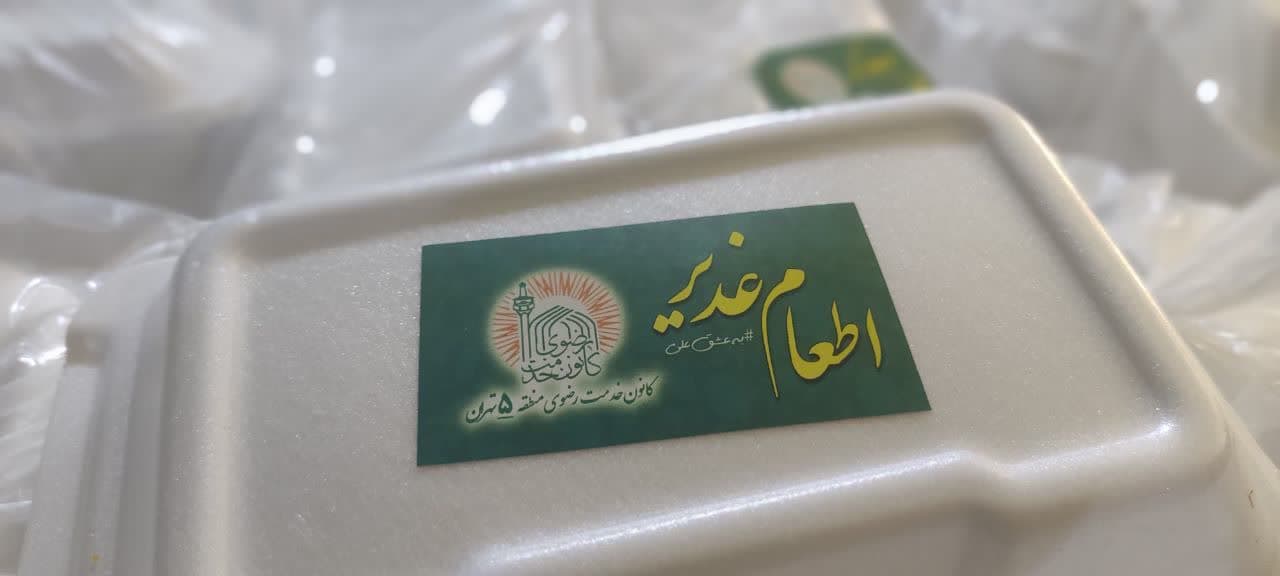 اطعام غدیر
#به عشق علی
کانون خدمت رضوی
کانون خدمت رضوی منطقه ۵ تهران